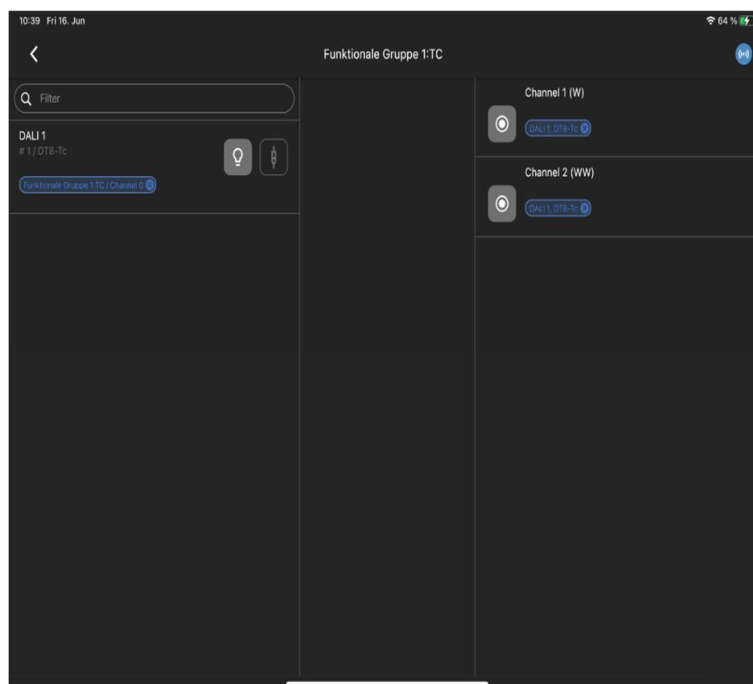 10:39 Fri 16. Jun
64 %
Funktionale Gruppe 1:TC
Filter
DALI 1
# 1 / DT8-Tc
Funktionale Gruppe 1:TC / Channel 0
Channel 1 (W)
DALI 1, DT8-Tc
Channel 2 (WW)
DALI 1, DT8-Tc